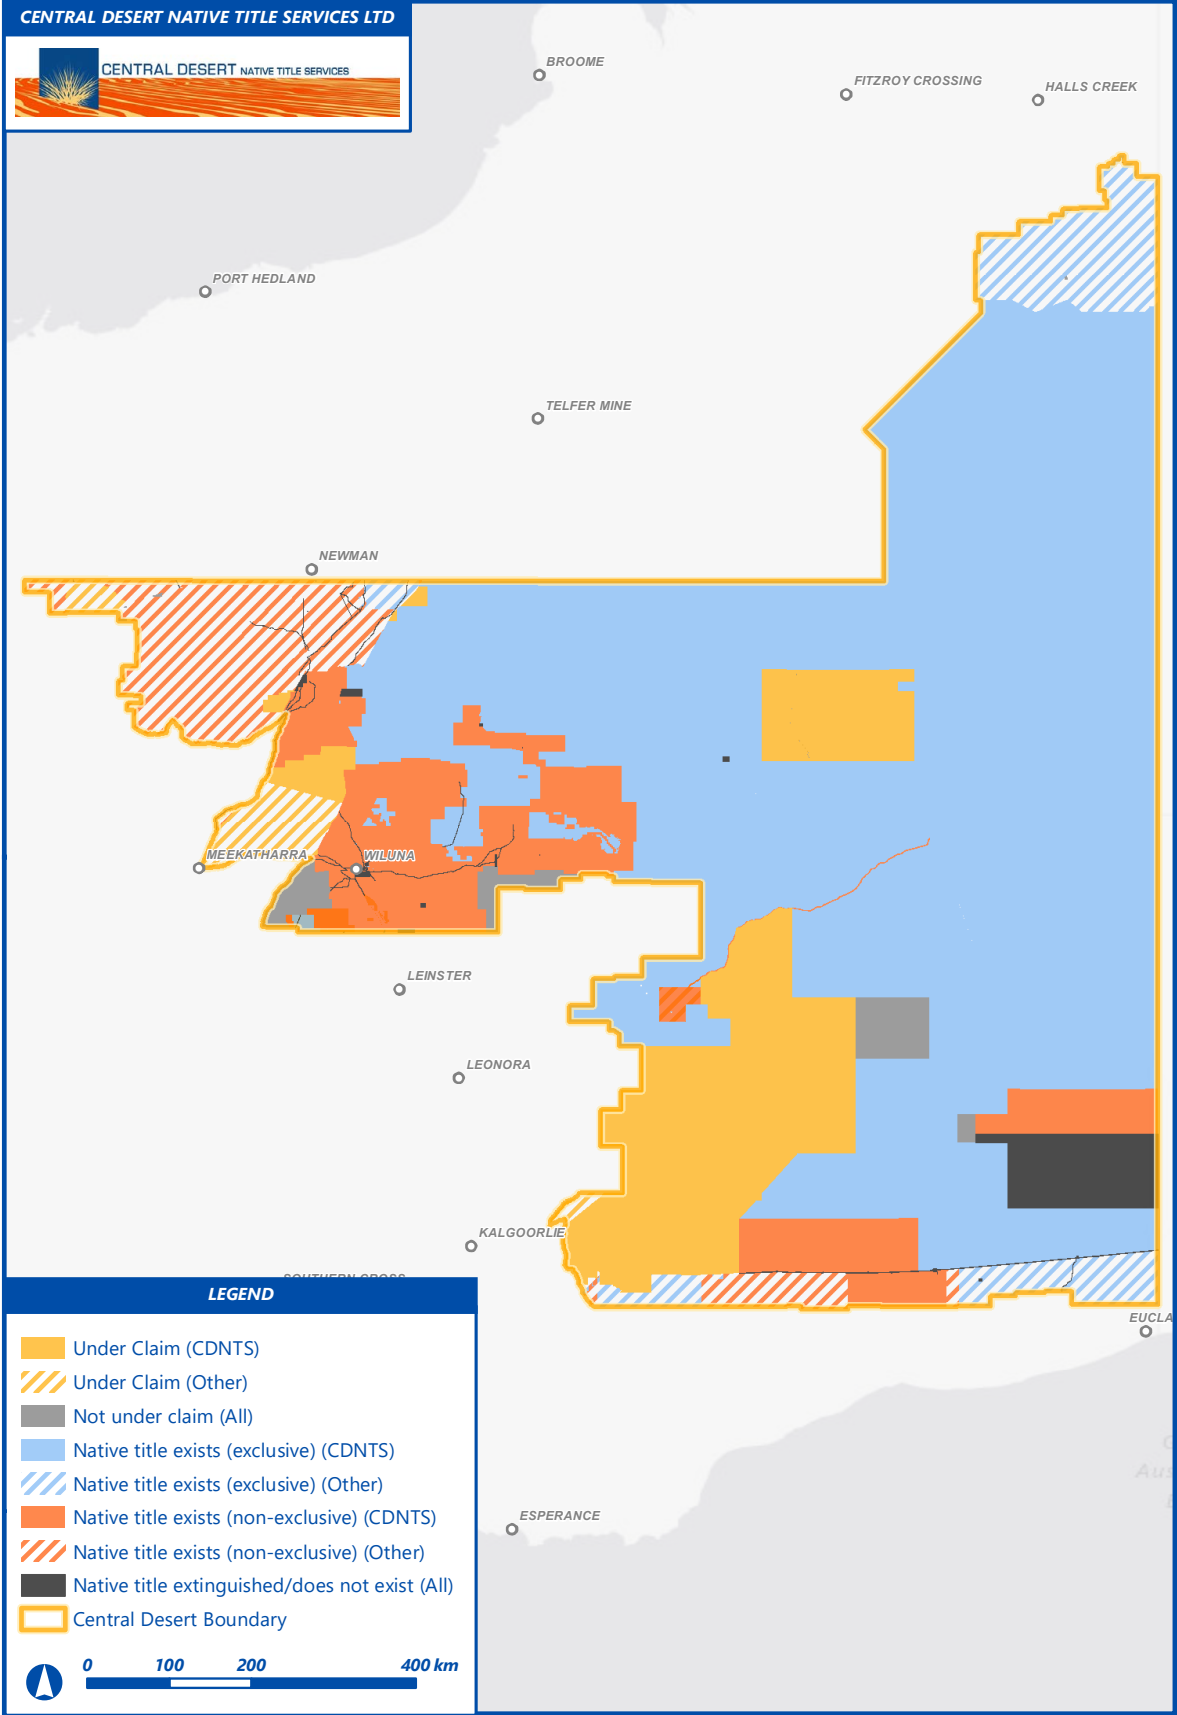 CENTRAL DESERT NATIVE TITLE SERVICES LTD
CENTRAL DESERT NATIVE TITLE SERVICES
BROOME
FITZROY CROSSING
HALLS CREEK
PORT HEDLAND
TELFER MINE
NEWMAN
MEEKATHARRA
WILUNA
LEINSTER
LEONORA
KALGOORLIE
SOUTHERN CROSS
EUCLA
ESPERANCE
LEGEND
Under Claim (CDNTS)
Under Claim (Other)
Not under claim (All)
Native title exists (exclusive) (CDNTS)
Native title exists (exclusive) (Other)
Native title exists (non-exclusive) (CDNTS)
Native title exists (non-exclusive) (Other)
Native title extinguished/does not exist (All)
Central Desert Boundary
0 100 200 400 km